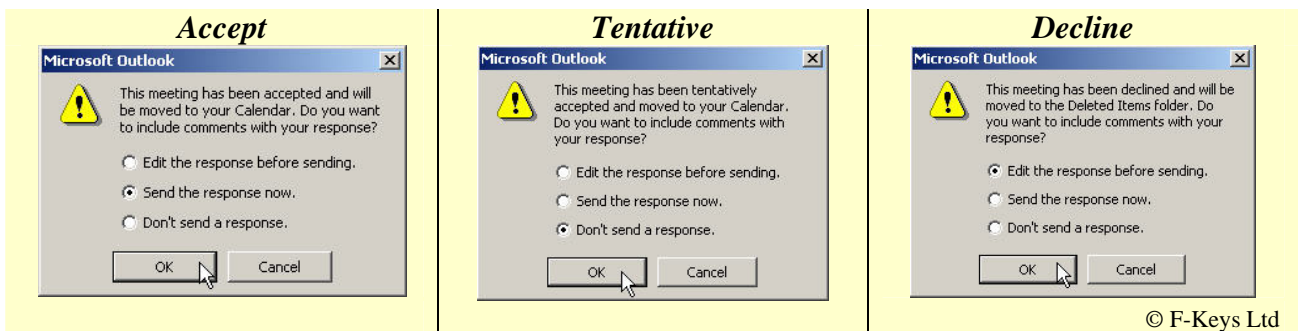 Accept
Microsoft Outlook
This meeting has been accepted and will
be moved to your Calendar. Do you want
to include comments with your response?
Edit the response before sending.
Send the response now.
Don't send a response.
OK
Cancel
Tentative
Microsoft Outlook
This meeting has been tentatively
accepted and moved to your Calendar.
Do you want to include comments with
your response?
Edit the response before sending.
Send the response now.
Don't send a response.
OK
Cancel
Decline
Microsoft Outlook
This meeting has been declined and will be
moved to the Deleted Items folder. Do
you want to include comments with your
response?
Edit the response before sending.
Send the response now.
Don't send a response.
OK
Cancel
© F-Keys Ltd